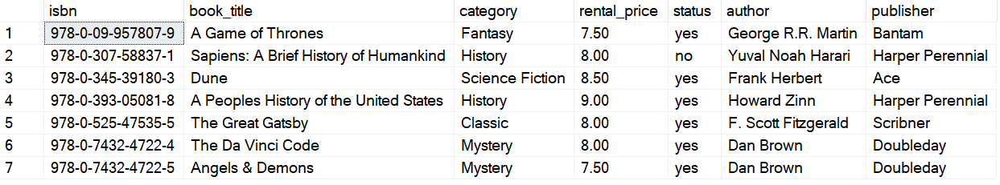 isbn book_title category rental_price status author publisher
1 978-0-09-957807-9 A Game of Thrones Fantasy 7.50 yes George R.R. Martin Bantam
2 978-0-307-58837-1 Sapiens: A Brief History of Humankind History 8.00 no Yuval Noah Harari Harper Perennial
3 978-0-345-39180-3 Dune Science Fiction 8.50 yes Frank Herbert Ace
4 978-0-393-05081-8 A Peoples History of the United States History 9.00 yes Howard Zinn Harper Perennial
5 978-0-525-47535-5 The Great Gatsby Classic 8.00 yes F. Scott Fitzgerald Scribner
6 978-0-7432-4722-4 The Da Vinci Code Mystery 8.00 yes Dan Brown Doubleday
7 978-0-7432-4722-5 Angels & Demons Mystery 7.50 yes Dan Brown Doubleday